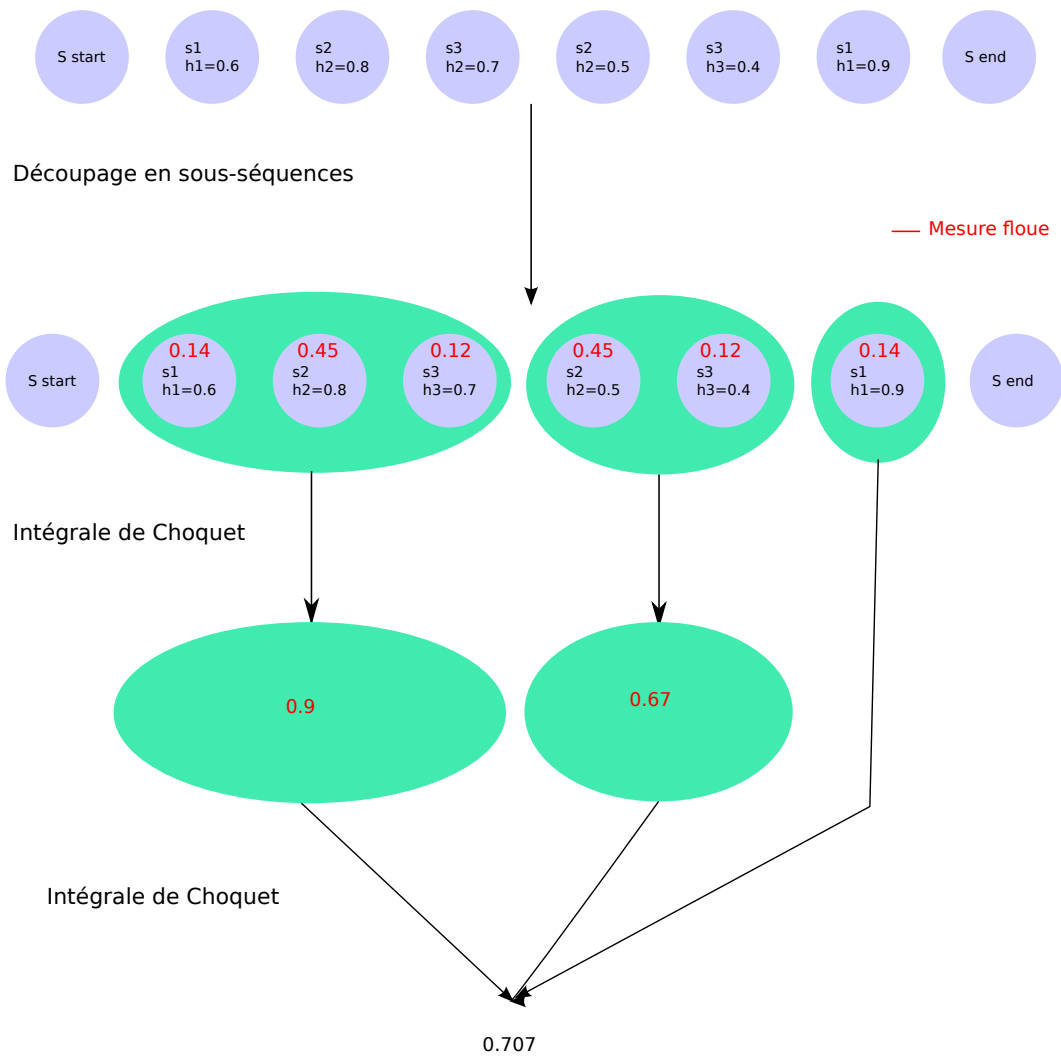 S start
s1
h1=0.6
s2
h2=0.8
s3
h2=0.7
s2
h2=0.5
s3
h3=0.4
s1
h1=0.9
S end
Découpage en sous-séquences
Mesure floue
S start
0.14
s1
h1=0.6
0.45
s2
h2=0.8
0.12
s3
h3=0.7
0.45
s2
h2=0.5
0.12
s3
h3=0.4
0.14
s1
h1=0.9
S end
Intégrale de Choquet
0.9
0.67
Intégrale de Choquet
0.707